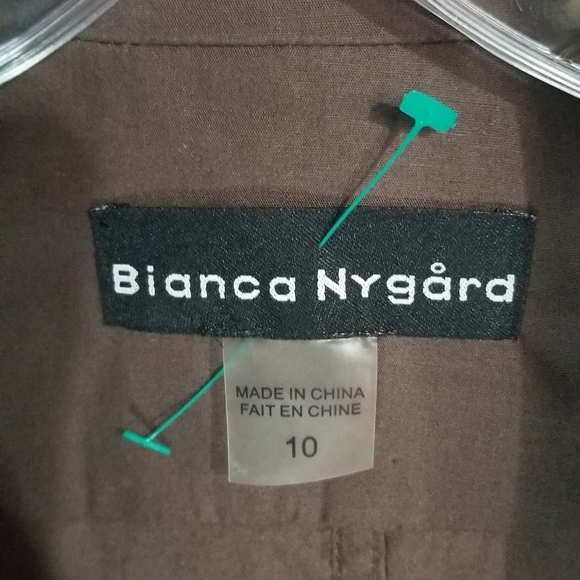 Bianca Nygård
MADE IN CHINA
FAIT EN CHINE
10